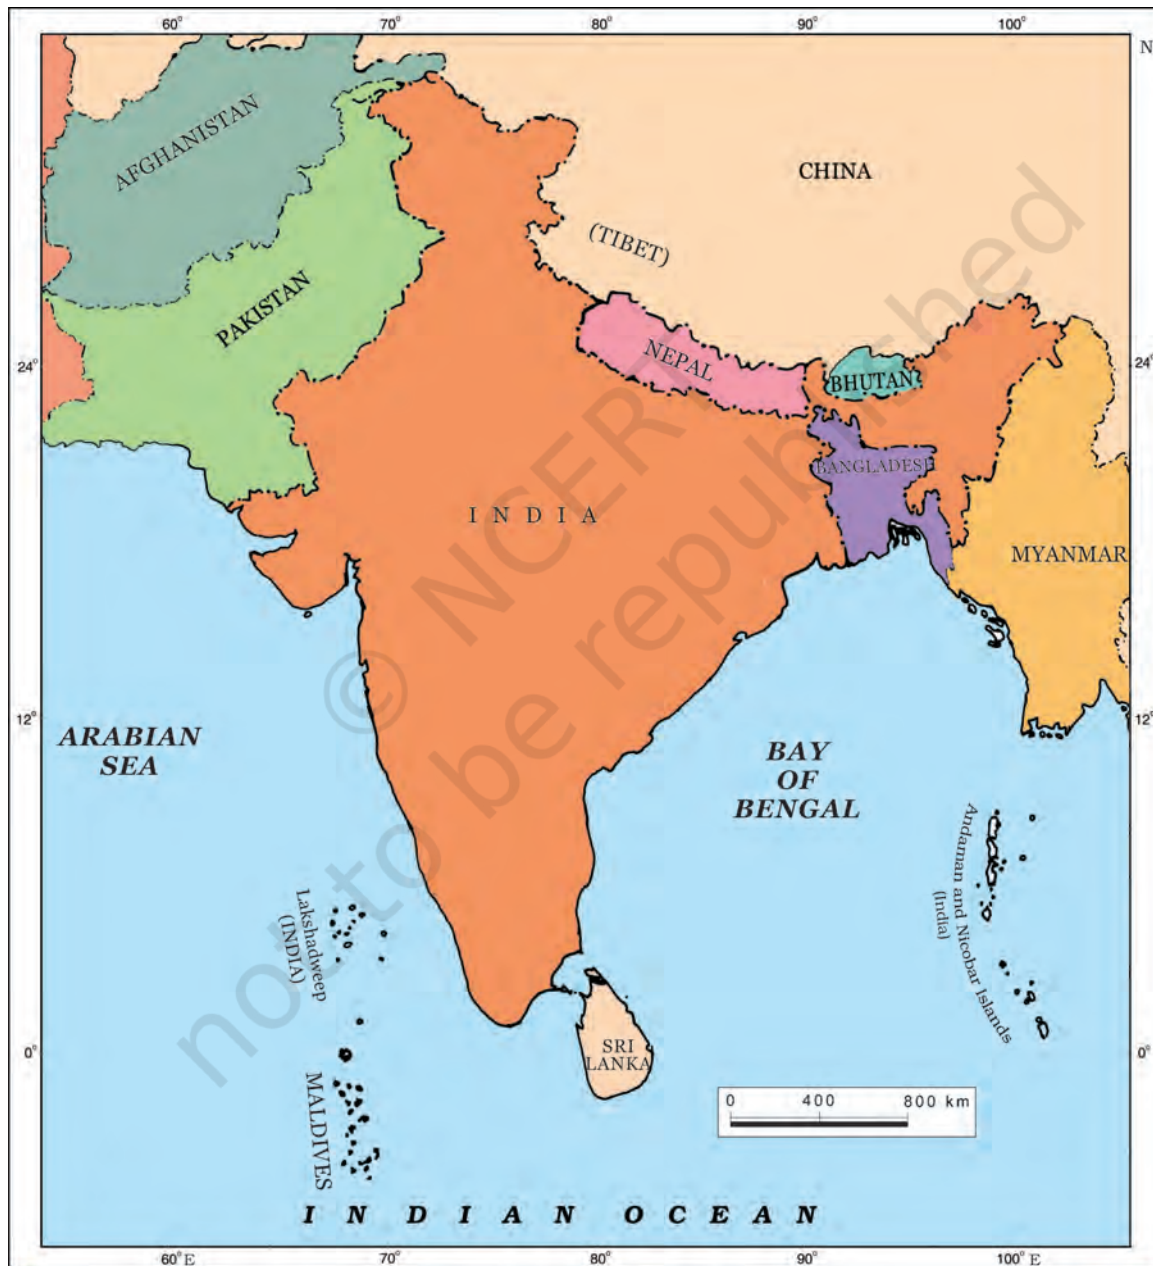 60° 70° 80° 90° 100°
N
AFGHANISTAN
CHINA
(TIBET)
PAKISTAN
NEPAL
24° 24°
BHUTAN
BANGLADESH
I N D I A
MYANMAR
12° 12°
ARABIAN
SEA
BAY
OF
BENGAL
Andaman and Nicobar Islands
(India)
Lakshadweep
(INDIA)
0° 0°
SRI
LANKA
0 400 800 km
MALDIVES
I N D I A N O C E A N
60° E 70° 80° 90° 100° E
© NCERT
not to be republished